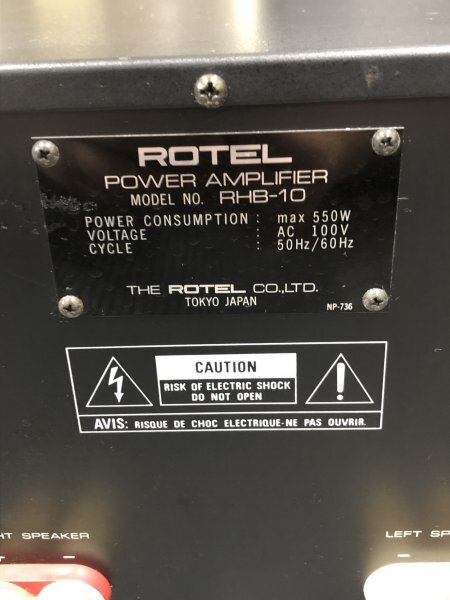 ROTEL
POWER AMPLIFIER
MODEL NO. RHB-10
POWER CONSUMPTION : max 550W
VOLTAGE : AC 100V
CYCLE : 50Hz/60Hz
THE ROTEL CO.,LTD.
TOKYO JAPAN
NP-736
CAUTION
RISK OF ELECTRIC SHOCK
DO NOT OPEN
AVIS: RISQUE DE CHOC ELECTRIQUE-NE PAS OUVRIR.
HT SPEAKER
LEFT SP
+ −